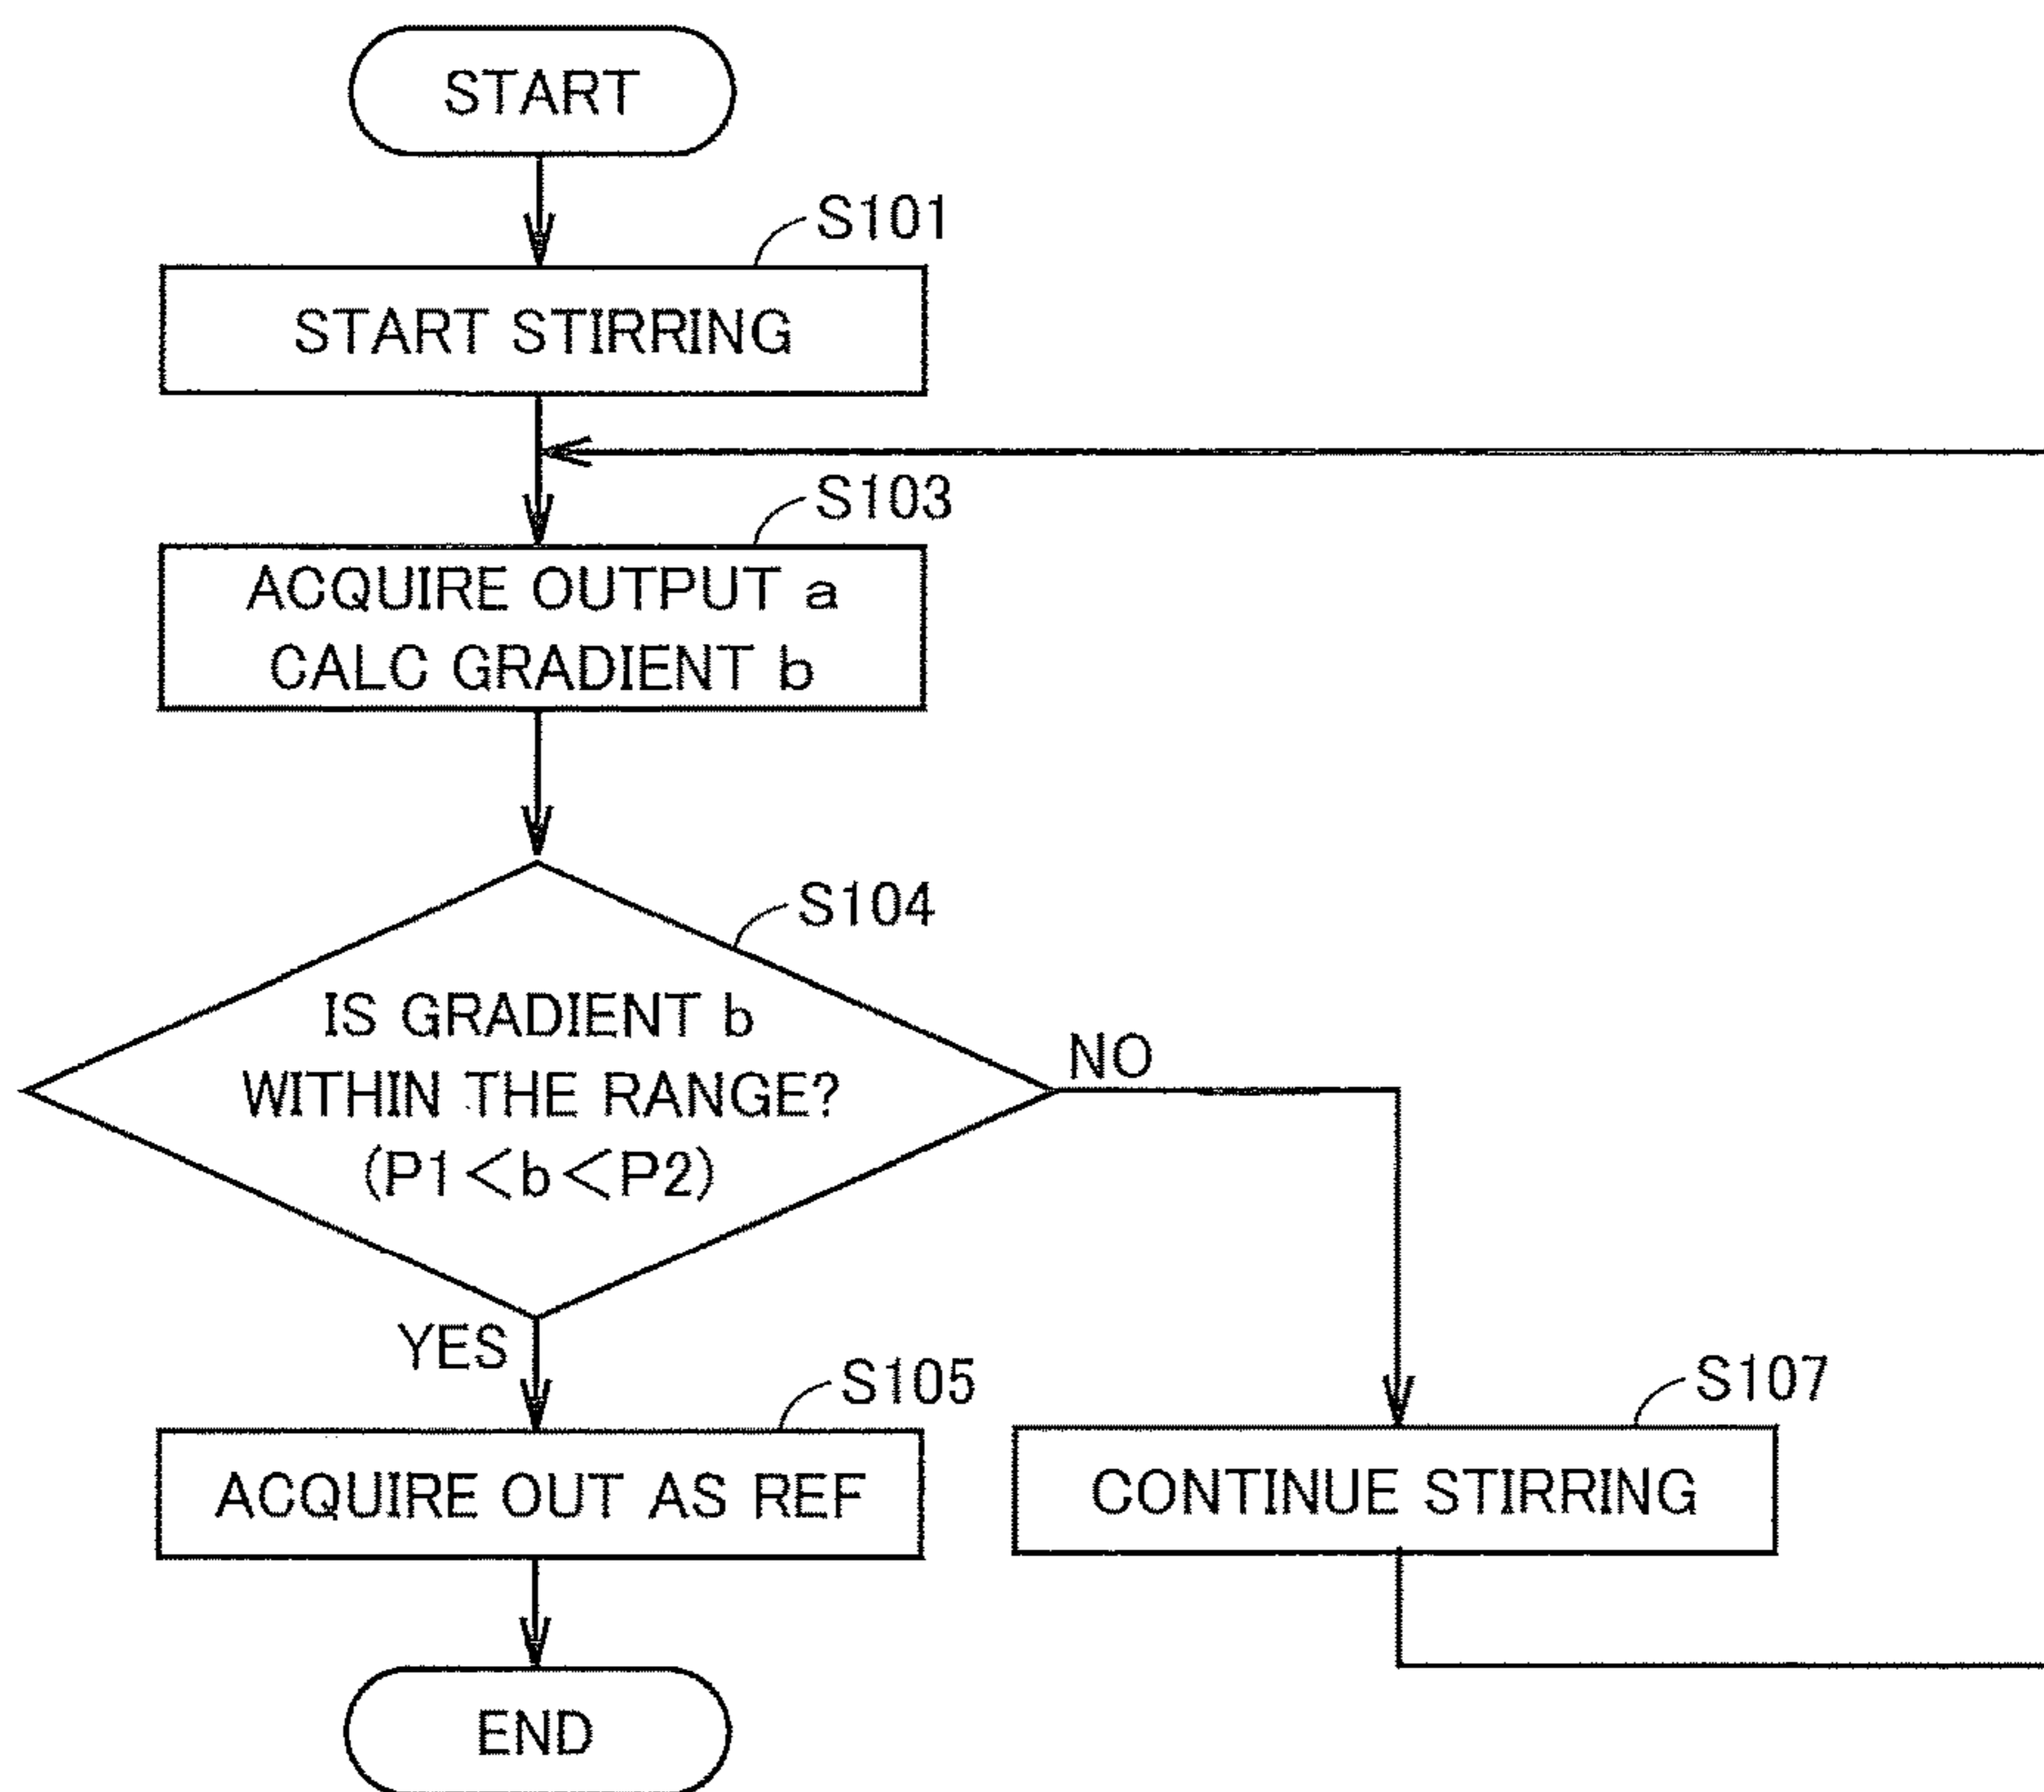 START
S101
START STIRRING
S103
ACQUIRE OUTPUT a
CALC GRADIENT b
S104
IS GRADIENT b
WITHIN THE RANGE?
(P1<b<P2)
NO
YES
S105
ACQUIRE OUT AS REF
S107
CONTINUE STIRRING
END